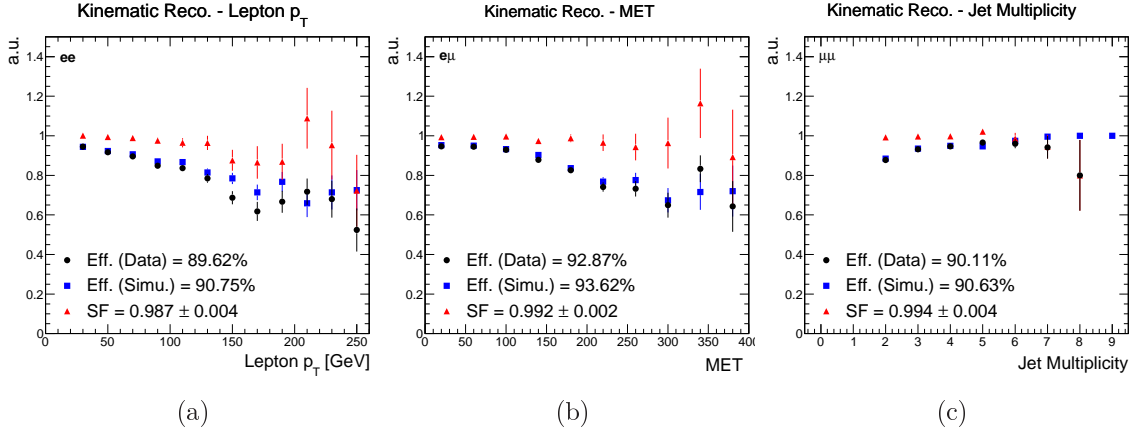 Kinematic Reco. - Lepton p_T
a.u.
ee
1.4
1.2
1
0.8
0.6
0.4
0.2
0
Eff. (Data) = 89.62%
Eff. (Simu.) = 90.75%
SF = 0.987 ± 0.004
0 50 100 150 200 250
Lepton p_T [GeV]
(a)
Kinematic Reco. - MET
a.u.
eμ
1.4
1.2
1
0.8
0.6
0.4
0.2
0
Eff. (Data) = 92.87%
Eff. (Simu.) = 93.62%
SF = 0.992 ± 0.002
0 50 100 150 200 250 300 350 400
MET
(b)
Kinematic Reco. - Jet Multiplicity
a.u.
μμ
1.4
1.2
1
0.8
0.6
0.4
0.2
0
Eff. (Data) = 90.11%
Eff. (Simu.) = 90.63%
SF = 0.994 ± 0.004
0 1 2 3 4 5 6 7 8 9
Jet Multiplicity
(c)